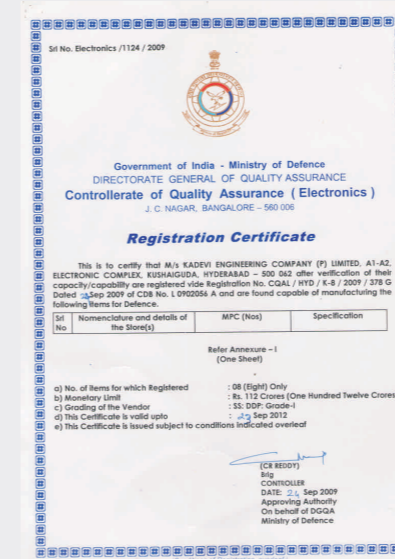 Srl No. Electronics /1124 / 2009
Government of India - Ministry of Defence
DIRECTORATE GENERAL OF QUALITY ASSURANCE
Controllerate of Quality Assurance ( Electronics )
J. C. NAGAR, BANGALORE – 560 006
Registration Certificate
This is to certify that M/s KADEVI ENGINEERING COMPANY (P) LIMITED, A1-A2,
ELECTRONIC COMPLEX, KUSHAIGUDA, HYDERABAD – 500 062 after verification of their
capacity/capability are registered vide Registration No. CQAL / HYD / K-8 / 2009 / 378 G
Dated Sep 2009 of CDB No. L 0902056 A and are found capable of manufacturing the
following items for Defence.
Srl No Nomenclature and details of the Store(s) MPC (Nos) Specification
Refer Annexure – I
(One Sheet)
a) No. of items for which Registered : 08 (Eight) Only
b) Monetary Limit : Rs. 112 Crores (One Hundred Twelve Crores
c) Grading of the Vendor : SS: DDP: Grade-I
d) This Certificate is valid upto : Sep 2012
e) This Certificate is issued subject to conditions indicated overleaf
(CR REDDY)
Brig
CONTROLLER
DATE: Sep 2009
Approving Authority
On behalf of DGQA
Ministry of Defence